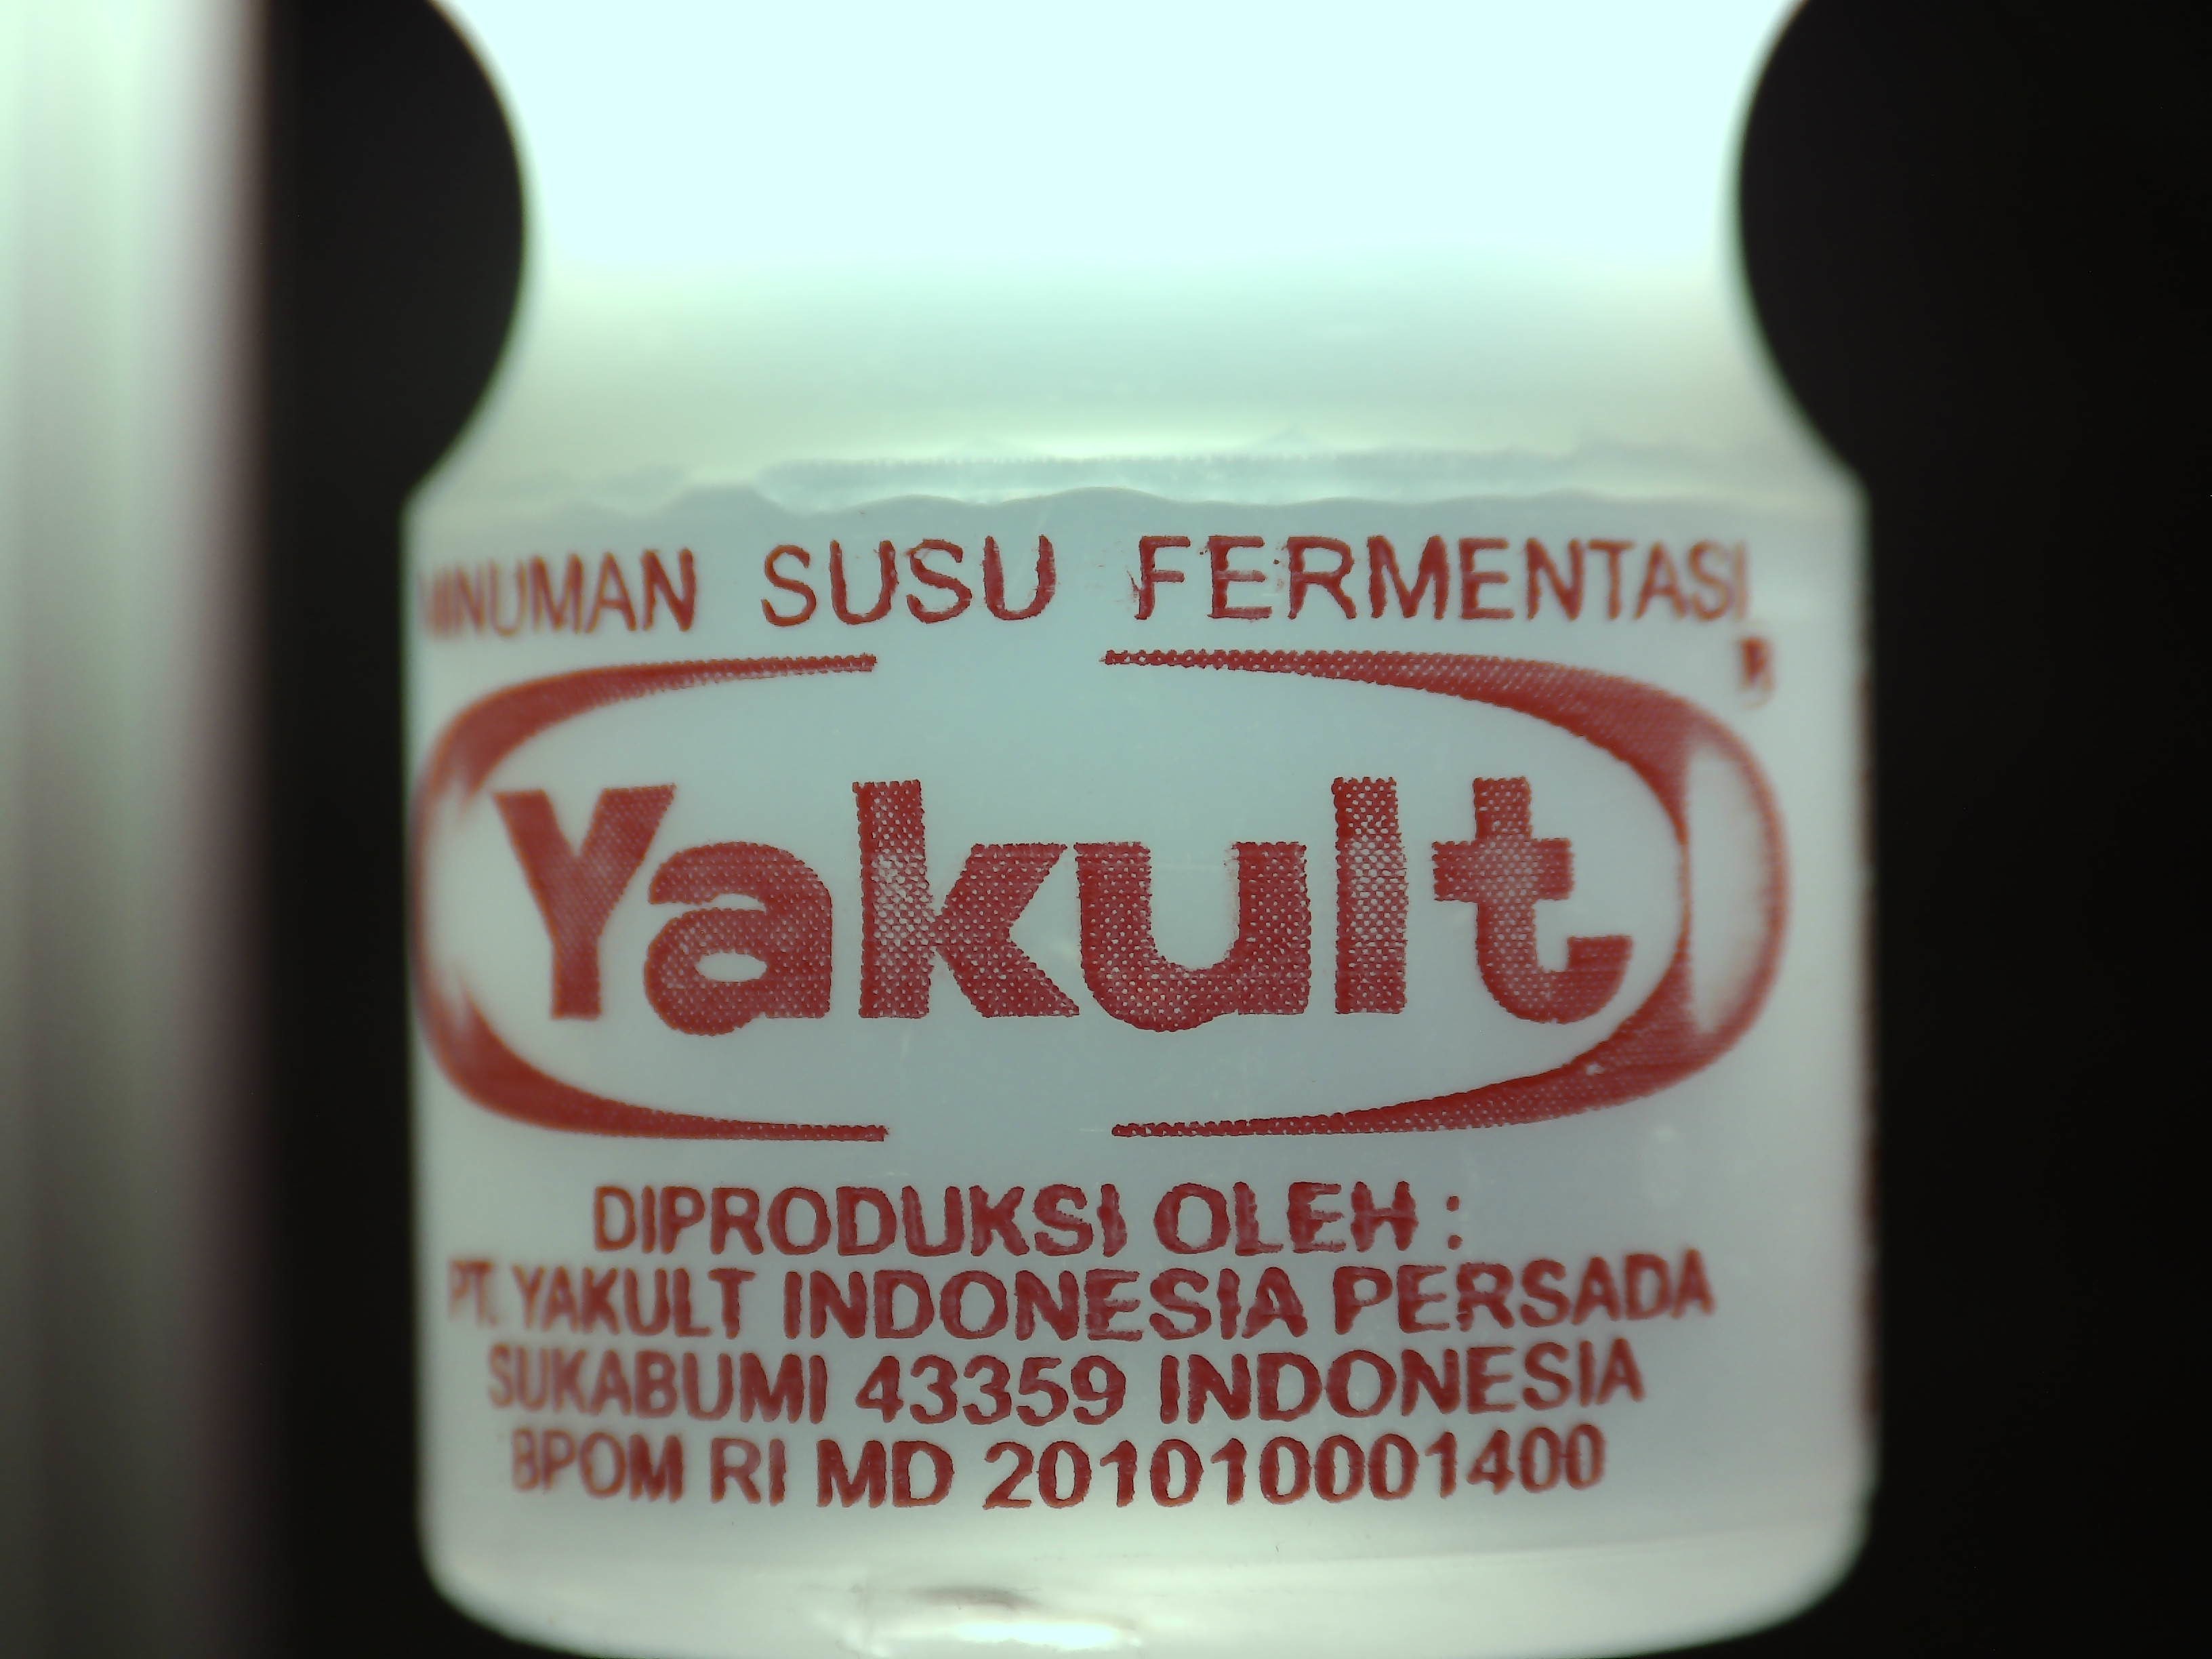 MINUMAN SUSU FERMENTASI
Yakult ®
DIPRODUKSI OLEH :
PT. YAKULT INDONESIA PERSADA
SUKABUMI 43359 INDONESIA
BPOM RI MD 201010001400